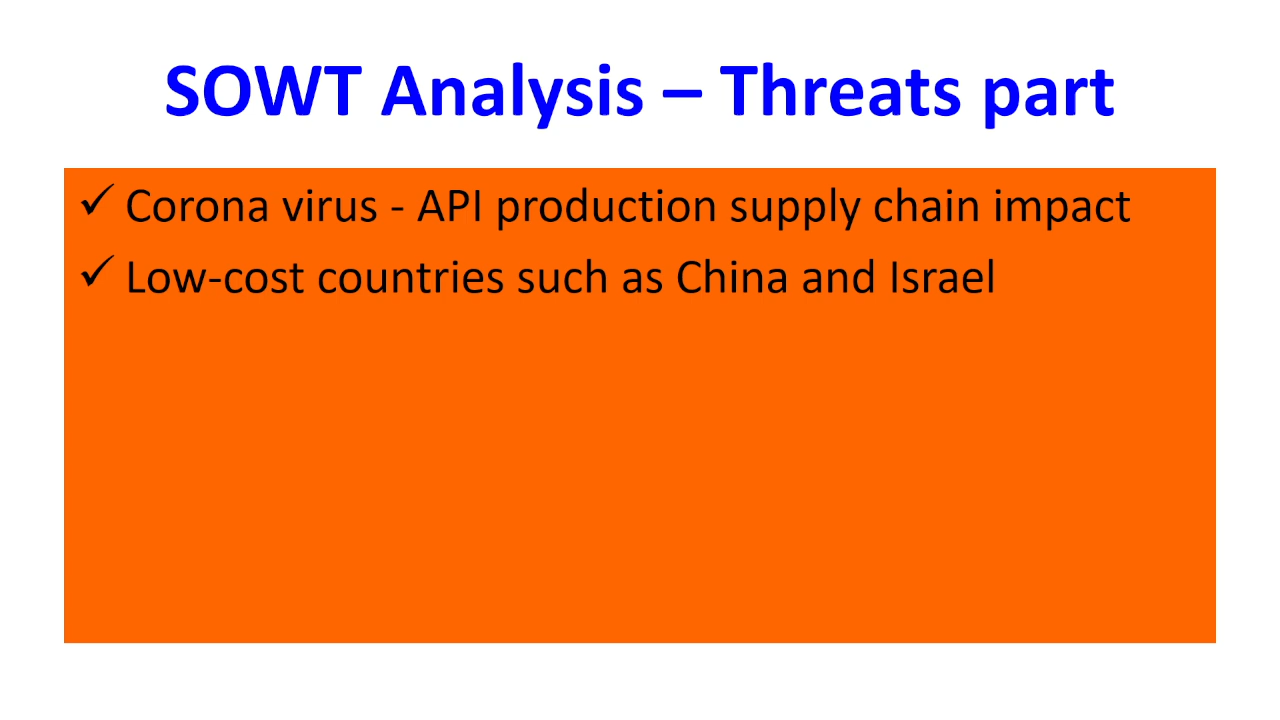 SOWT Analysis – Threats part
✓ Corona virus - API production supply chain impact
✓ Low-cost countries such as China and Israel